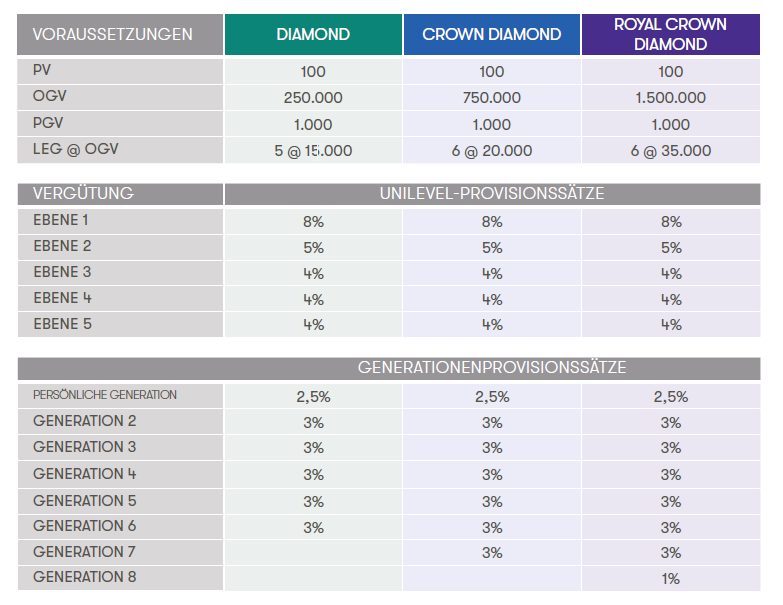 VORAUSSETZUNGEN DIAMOND CROWN DIAMOND ROYAL CROWN DIAMOND
PV 100 100 100
OGV 250.000 750.000 1.500.000
PGV 1.000 1.000 1.000
LEG @ OGV 5 @ 15.000 6 @ 20.000 6 @ 35.000
VERGÜTUNG UNILEVEL-PROVISIONSSÄTZE
EBENE 1 8% 8% 8%
EBENE 2 5% 5% 5%
EBENE 3 4% 4% 4%
EBENE 4 4% 4% 4%
EBENE 5 4% 4% 4%
GENERATIONENPROVISIONSSÄTZE
PERSÖNLICHE GENERATION 2,5% 2,5% 2,5%
GENERATION 2 3% 3% 3%
GENERATION 3 3% 3% 3%
GENERATION 4 3% 3% 3%
GENERATION 5 3% 3% 3%
GENERATION 6 3% 3% 3%
GENERATION 7 3% 3%
GENERATION 8 1%